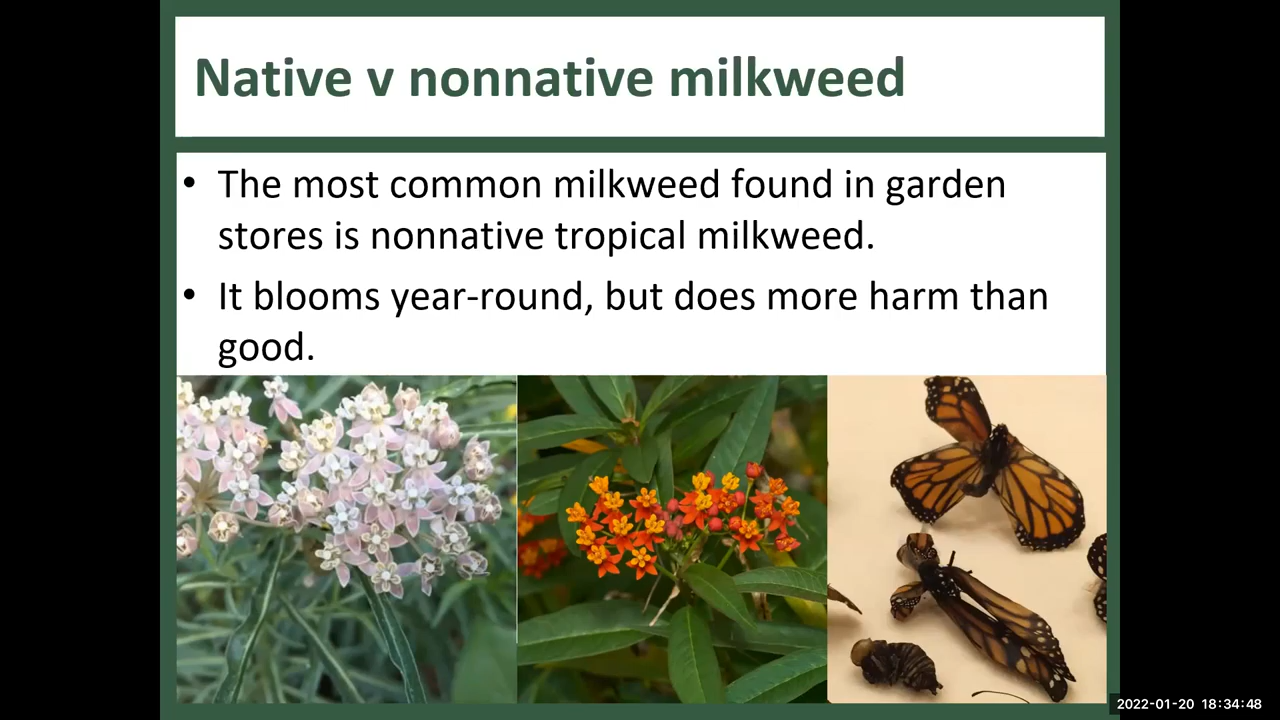 Native v nonnative milkweed
• The most common milkweed found in garden
stores is nonnative tropical milkweed.
• It blooms year-round, but does more harm than
good.
2022-01-20 18:34:48